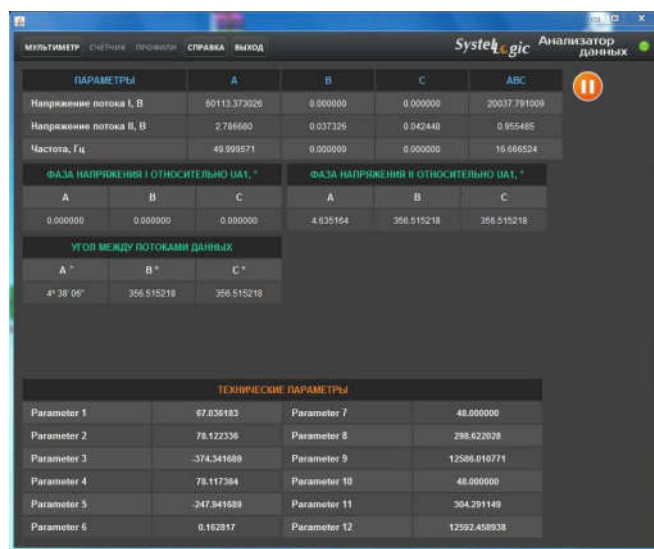 МУЛЬТИМЕТР СЧЁТЧИК ПРОФИЛИ СПРАВКА ВЫХОД
SystelLogic Анализатор данных
ПАРАМЕТРЫ A B C ABC
Напряжение потока I, В 60113.373026 0.000000 0.000000 20037.791009
Напряжение потока II, В 2.786680 0.037326 0.042448 0.955485
Частота, Гц 49.999571 0.000000 0.000000 16.666524
ФАЗА НАПРЯЖЕНИЯ I ОТНОСИТЕЛЬНО UA1, ° ФАЗА НАПРЯЖЕНИЯ II ОТНОСИТЕЛЬНО UA1, °
A B C A B C
0.000000 0.000000 0.000000 4.635164 356.515218 356.515218
УГОЛ МЕЖДУ ПОТОКАМИ ДАННЫХ
A ° B ° C °
4° 38' 06" 356.515218 356.515218
ТЕХНИЧЕСКИЕ ПАРАМЕТРЫ
Parameter 1 67.036183 Parameter 7 48.000000
Parameter 2 78.122336 Parameter 8 298.622028
Parameter 3 -374.341689 Parameter 9 12586.010771
Parameter 4 78.117384 Parameter 10 48.000000
Parameter 5 -247.941689 Parameter 11 304.291149
Parameter 6 0.162817 Parameter 12 12592.458938